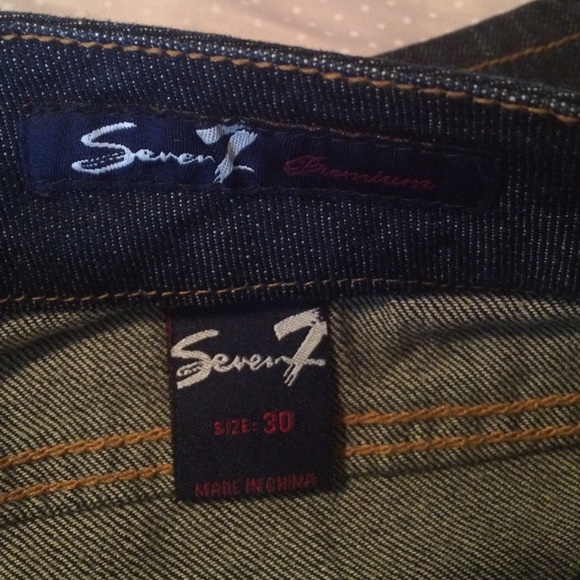 Seven7 Premium
Seven7
SIZE: 30
MADE IN CHINA